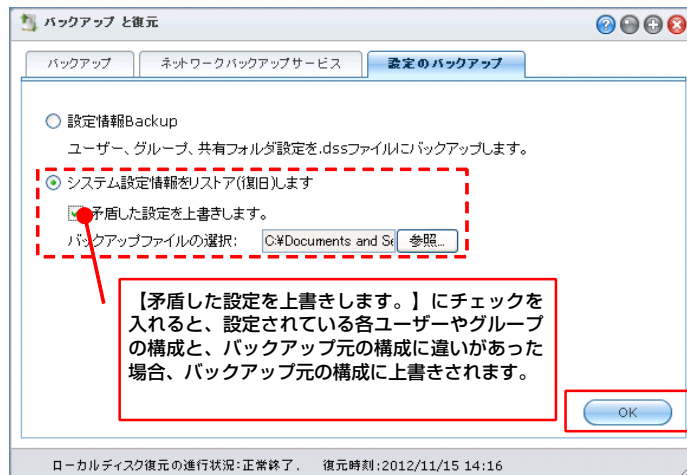 バックアップ と復元
バックアップ
ネットワークバックアップサービス
設定のバックアップ
設定情報Backup
ユーザー、グループ、共有フォルダ設定を.dssファイルにバックアップします。
システム設定情報をリストア(復旧)します
矛盾した設定を上書きします。
バックアップファイルの選択: C:¥Documents and Se 参照...
【矛盾した設定を上書きします。】にチェックを
入れると、設定されている各ユーザーやグループ
の構成と、バックアップ元の構成に違いがあった
場合、バックアップ元の構成に上書きされます。
OK
ローカルディスク復元の進行状況:正常終了. 復元時刻:2012/11/15 14:16